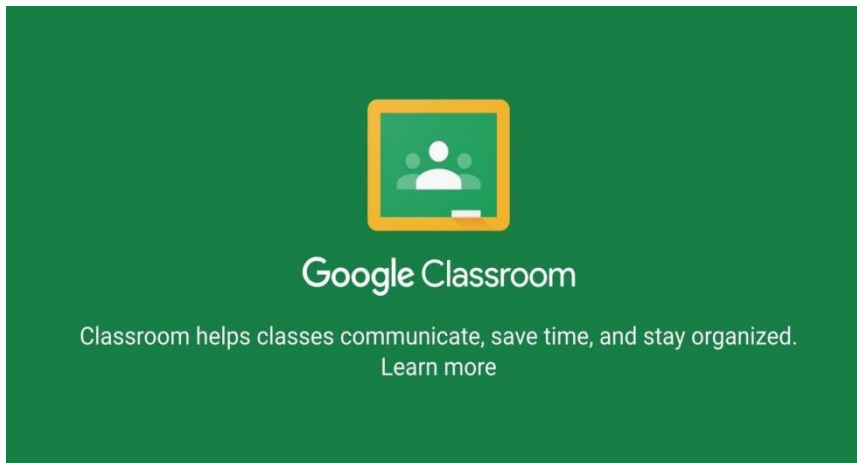 Google Classroom
Classroom helps classes communicate, save time, and stay organized.
Learn more